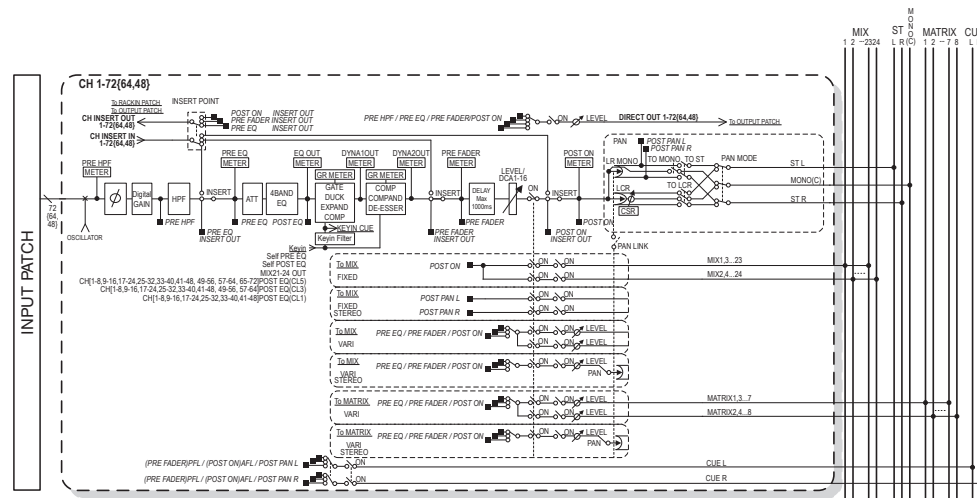 M
O
N
O
MIX
ST
(C)
MATRIX
CU
1 2 –2324
L R
1 2 – 7 8
L
INPUT PATCH
CH 1-72{64,48}
To RACKIN PATCH
To OUTPUT PATCH
INSERT POINT
CH INSERT OUT
1-72{64,48}
CH INSERT IN
1-72{64,48}
POST ON INSERT OUT
PRE FADER INSERT OUT
PRE EQ INSERT OUT
PRE HPF / PRE EQ / PRE FADER/POST ON
ON
LEVEL
DIRECT OUT 1-72{64,48}
To OUTPUT PATCH
PRE HPF
METER
PRE EQ
METER
EQ OUT
METER
DYNA1OUT
METER
DYNA2OUT
METER
PRE FADER
METER
LEVEL/
DCA1-16
ON
POST ON
METER
72
{64,
48}
OSCILLATOR
Ø
Digital
GAIN
HPF
PRE HPF
INSERT
PRE EQ
INSERT OUT
ATT
PRE EQ
4BAND
EQ
POST EQ
GR METER
GATE
DUCK
EXPAND
COMP
KEYIN CUE
Keyin Filter
GR METER
COMP
COMPAND
DE-ESSER
INSERT
PRE FADER
INSERT OUT
DELAY
Max
1000ms
PRE FADER
INSERT
POST ON
INSERT OUT
POST ON
PAN
POST PAN L
POST PAN R
LR MONO
TO MONO
TO ST
PAN MODE
LCR
TO LCR
CSR
PAN LINK
ST L
MONO(C)
ST R
Keyin
Self PRE EQ
Self POST EQ
MIX21-24 OUT
CH[1-8,9-16,17-24,25-32,33-40,41-48, 49-56, 57-64, 65-72]POST EQ(CL5)
CH[1-8,9-16,17-24,25-32,33-40,41-48, 49-56, 57-64]POST EQ(CL3)
CH[1-8,9-16,17-24,25-32,33-40,41-48]POST EQ(CL1)
To MIX
FIXED
POST ON
ON ON
ON ON
MIX1,3...23
MIX2,4...24
To MIX
FIXED
STEREO
POST PAN L
POST PAN R
ON ON
ON ON
To MIX
VARI
PRE EQ / PRE FADER / POST ON
ON ON LEVEL
ON ON LEVEL
To MIX
VARI
STEREO
PRE EQ / PRE FADER / POST ON
ON ON LEVEL
PAN
To MATRIX
VARI
PRE EQ / PRE FADER / POST ON
ON ON LEVEL
ON ON LEVEL
MATRIX1,3...7
MATRIX2,4...8
To MATRIX
VARI
STEREO
PRE EQ / PRE FADER / POST ON
ON ON LEVEL
PAN
(PRE FADER)PFL / (POST ON)AFL / POST PAN L
ON
CUE L
(PRE FADER)PFL / (POST ON)AFL / POST PAN R
ON
CUE R